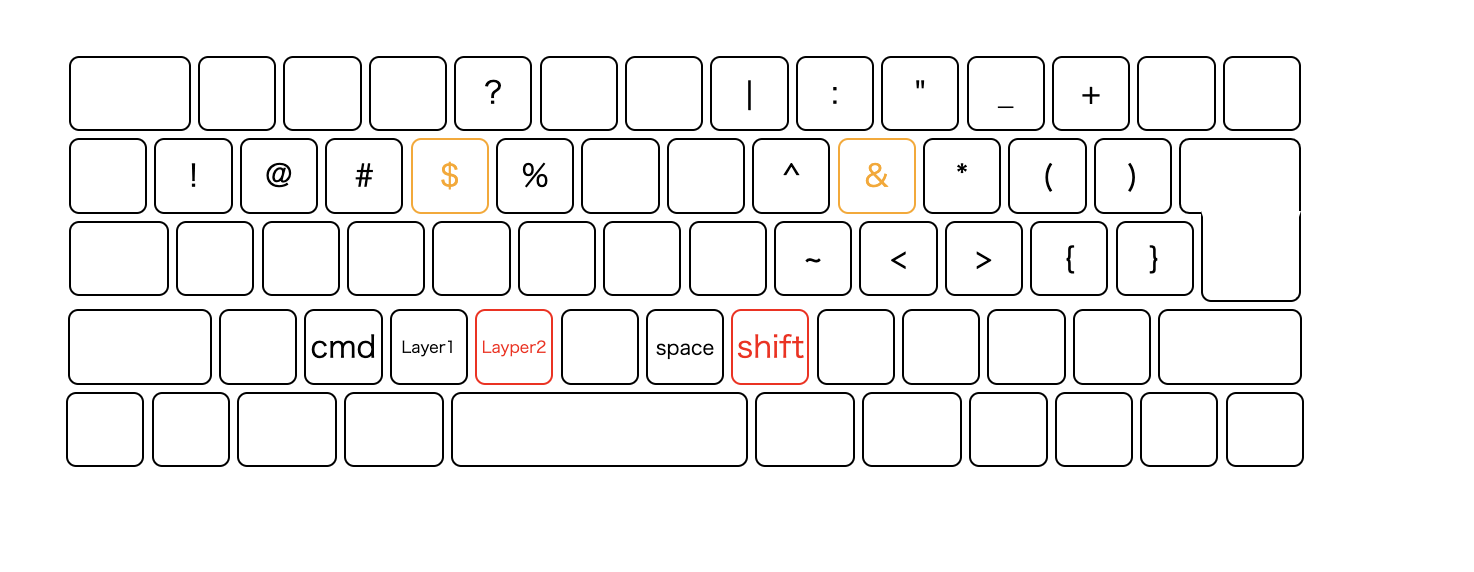 ? | : " _ +
! @ # $ % ^ & * ( )
~ < > { }
cmd Layer1 Layper2 space shift